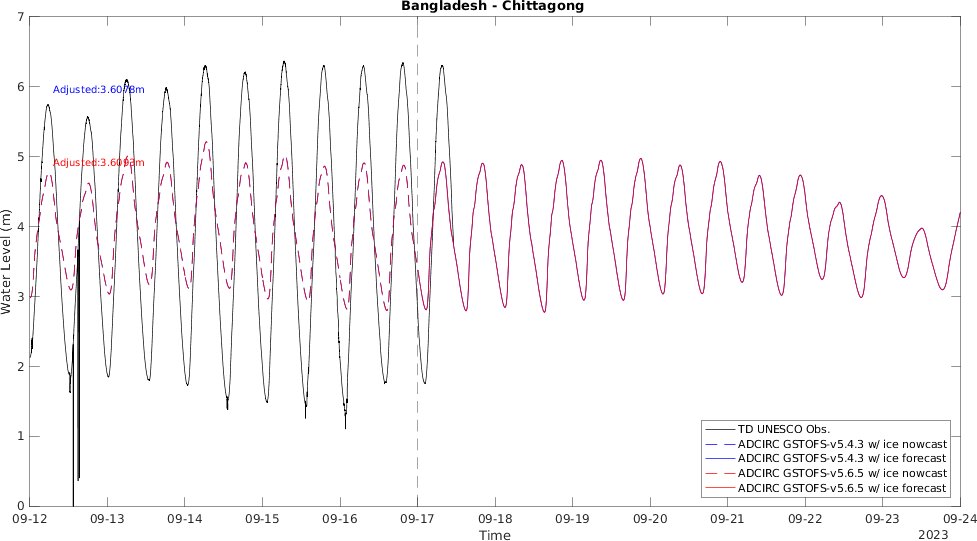 Bangladesh - Chittagong
7
6
5
4
3
2
1
0
Water Level (m)
Adjusted:3.6078m
Adjusted:3.6093m
TD UNESCO Obs.
ADCIRC GSTOFS-v5.4.3 w/ ice nowcast
ADCIRC GSTOFS-v5.4.3 w/ ice forecast
ADCIRC GSTOFS-v5.6.5 w/ ice nowcast
ADCIRC GSTOFS-v5.6.5 w/ ice forecast
09-12 09-13 09-14 09-15 09-16 09-17 09-18 09-19 09-20 09-21 09-22 09-23 09-24
Time
2023